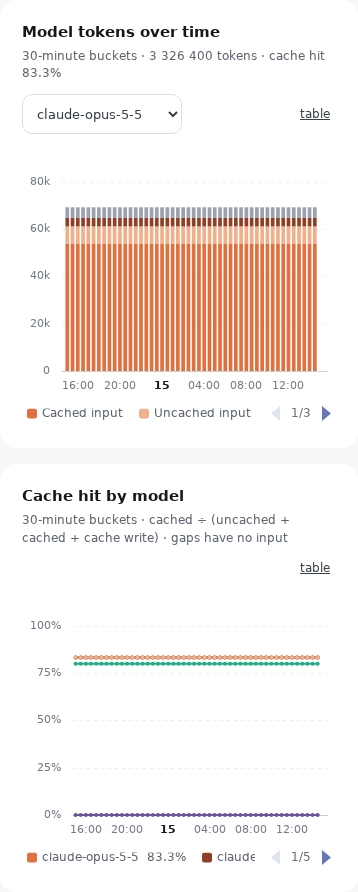 Model tokens over time
30-minute buckets · 3 326 400 tokens · cache hit
83.3%
claude-opus-5-5
table
80k
60k
40k
20k
0
16:00 20:00 15 04:00 08:00 12:00
Cached input Uncached input 1/3
Cache hit by model
30-minute buckets · cached ÷ (uncached +
cached + cache write) · gaps have no input
table
100%
75%
50%
25%
0%
16:00 20:00 15 04:00 08:00 12:00
claude-opus-5-5 83.3% claude 1/5